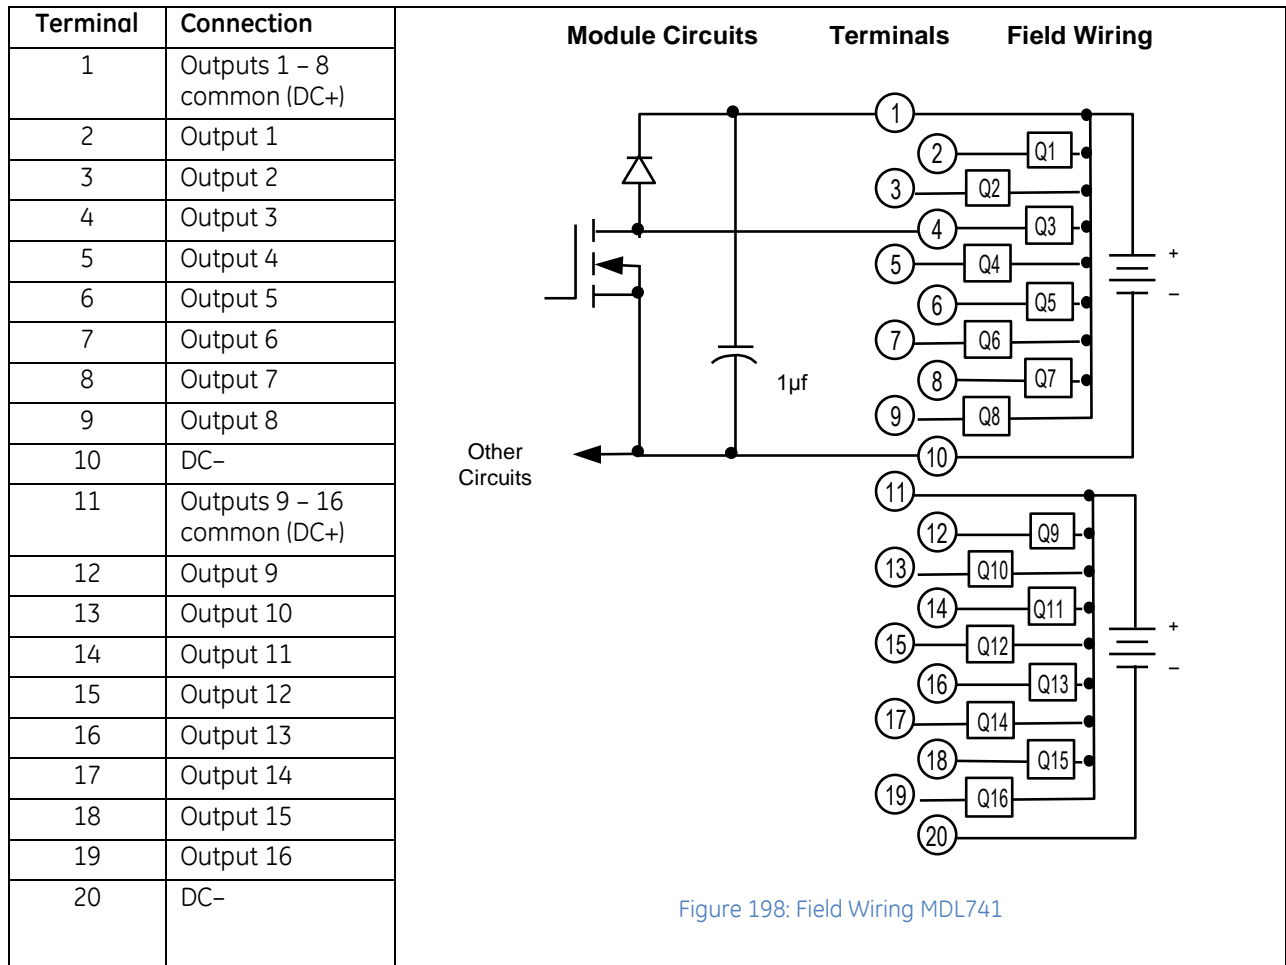 Terminal Connection
1 Outputs 1 – 8
common (DC+)
2 Output 1
3 Output 2
4 Output 3
5 Output 4
6 Output 5
7 Output 6
8 Output 7
9 Output 8
10 DC–
11 Outputs 9 – 16
common (DC+)
12 Output 9
13 Output 10
14 Output 11
15 Output 12
16 Output 13
17 Output 14
18 Output 15
19 Output 16
20 DC–
Module Circuits Terminals Field Wiring
1
2 Q1
3 Q2
4 Q3
5 Q4
+
6 Q5
–
7 Q6
8 Q7
1µf
9 Q8
Other
Circuits
10
11
12 Q9
13 Q10
14 Q11
15 Q12
+
16 Q13
–
17 Q14
18 Q15
19 Q16
20
Figure 198: Field Wiring MDL741